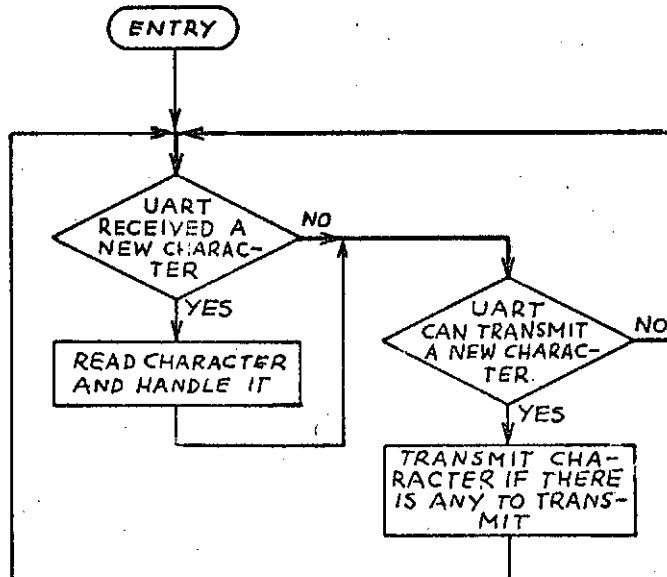 ENTRY
UART
RECEIVED A
NEW CHARAC-
TER
NO
YES
READ CHARACTER
AND HANDLE IT
UART
CAN TRANSMIT
A NEW CHARAC-
TER.
NO
YES
TRANSMIT CHA-
RACTER IF THERE
IS ANY TO TRANS-
MIT